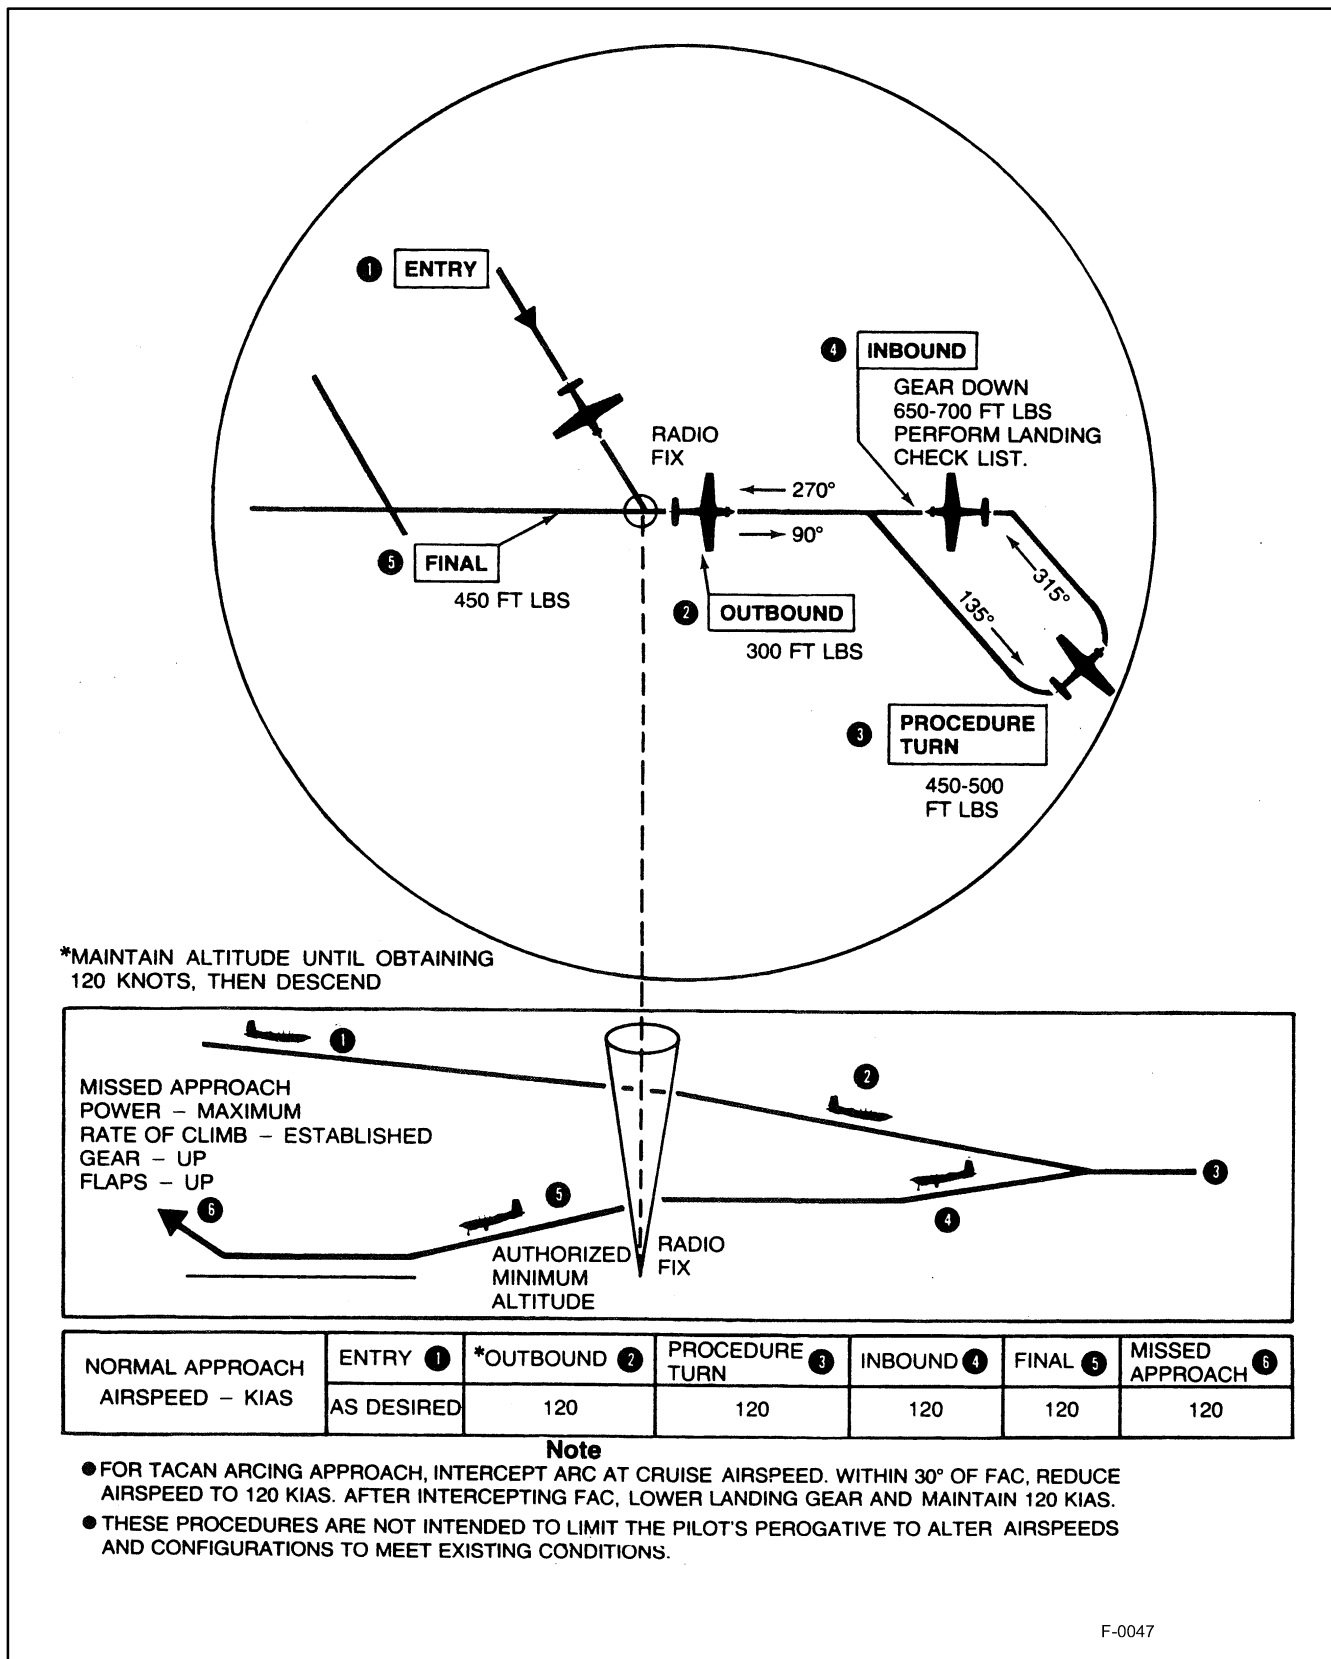 1 ENTRY
4 INBOUND
GEAR DOWN
650-700 FT LBS
PERFORM LANDING
CHECK LIST.
RADIO
FIX
270°
90°
5 FINAL
450 FT LBS
2 OUTBOUND
300 FT LBS
135°
315°
3 PROCEDURE
TURN
450-500
FT LBS
*MAINTAIN ALTITUDE UNTIL OBTAINING
120 KNOTS, THEN DESCEND
1
2
MISSED APPROACH
POWER – MAXIMUM
RATE OF CLIMB – ESTABLISHED
GEAR – UP
FLAPS – UP
3
5
6
4
AUTHORIZED
MINIMUM
ALTITUDE
RADIO
FIX
NORMAL APPROACH
AIRSPEED – KIAS
ENTRY 1
*OUTBOUND 2
PROCEDURE
TURN 3
INBOUND 4
FINAL 5
MISSED
APPROACH 6
AS DESIRED
120
120
120
120
120
Note
● FOR TACAN ARCING APPROACH, INTERCEPT ARC AT CRUISE AIRSPEED. WITHIN 30° OF FAC, REDUCE
AIRSPEED TO 120 KIAS. AFTER INTERCEPTING FAC, LOWER LANDING GEAR AND MAINTAIN 120 KIAS.
● THESE PROCEDURES ARE NOT INTENDED TO LIMIT THE PILOT'S PEROGATIVE TO ALTER AIRSPEEDS
AND CONFIGURATIONS TO MEET EXISTING CONDITIONS.
F-0047